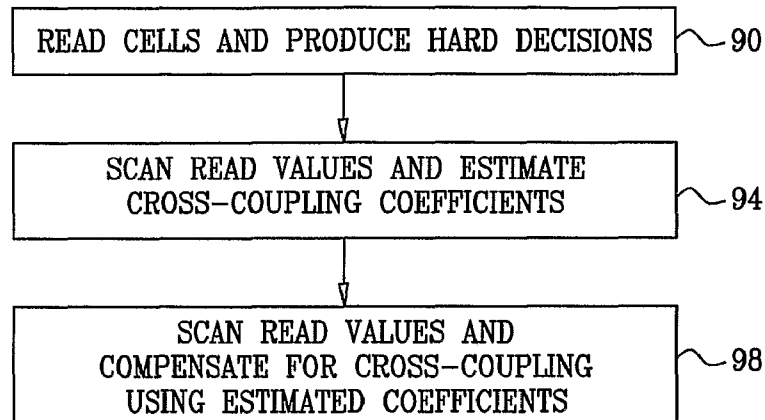 READ CELLS AND PRODUCE HARD DECISIONS
90
SCAN READ VALUES AND ESTIMATE
CROSS-COUPLING COEFFICIENTS
94
SCAN READ VALUES AND
COMPENSATE FOR CROSS-COUPLING
USING ESTIMATED COEFFICIENTS
98